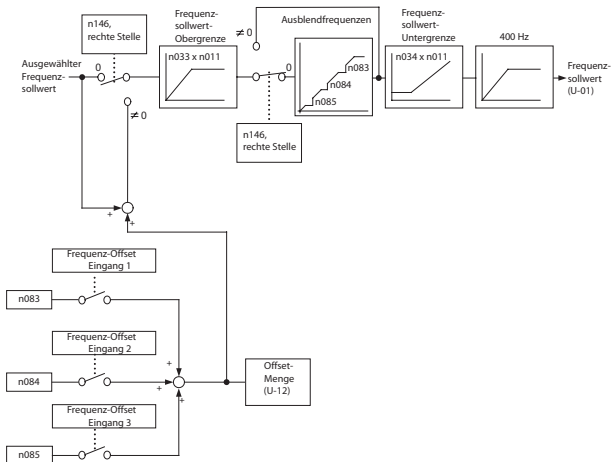 n146,
rechte Stelle
Frequenz-
sollwert-
Obergrenze
≠ 0
Ausblendfrequenzen
Frequenz-
sollwert-
Untergrenze
400 Hz
Ausgewählter
Frequenz-
sollwert
0
n033 x n011
0
n083
n084
n085
n034 x n011
Frequenz-
sollwert
(U-01)
≠ 0
n146,
rechte Stelle
+
+
Frequenz-Offset
Eingang 1
n083
Frequenz-Offset
Eingang 2
+
n084
+
Offset-
Menge
(U-12)
+
Frequenz-Offset
Eingang 3
n085